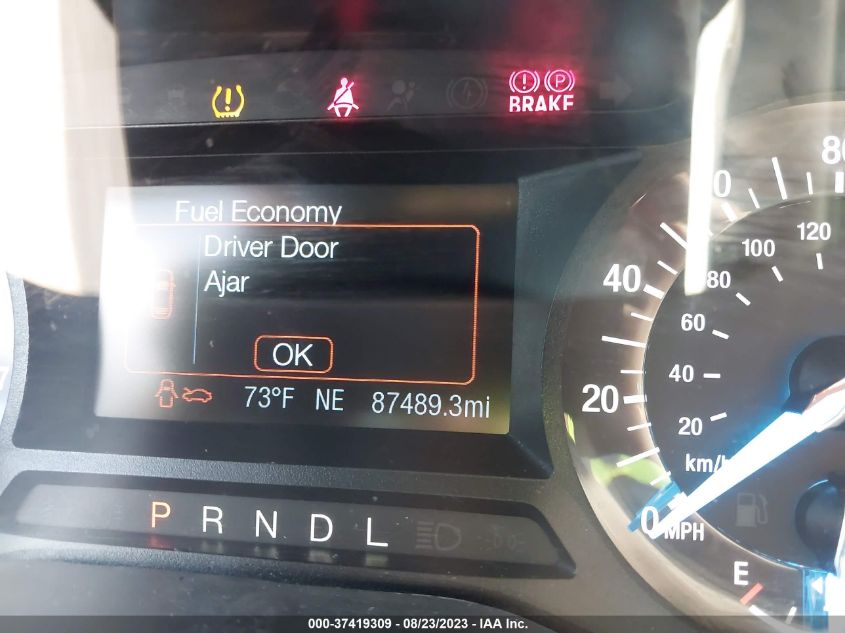 BRAKE
80
120
100
Fuel Economy
Driver Door
Ajar
40
80
60
OK
40
73°F NE 87489.3mi
20
20
km/h
P R N D L
0 MPH
E
000-37419309 - 08/23/2023 - IAA Inc.